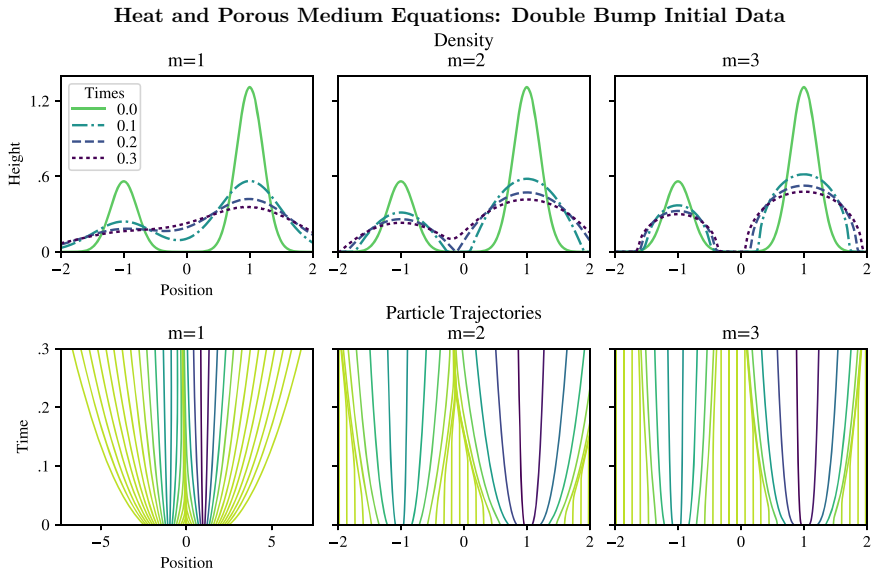 Heat and Porous Medium Equations: Double Bump Initial Data
Density
m=1 m=2 m=3
Times
0.0
0.1
0.2
0.3
Height
1.2
.6
0
−2 −1 0 1 2
−2 −1 0 1 2
−2 −1 0 1 2
Position
Particle Trajectories
m=1 m=2 m=3
Time
.3
.2
.1
0
−5 0 5
−2 −1 0 1 2
−2 −1 0 1 2
Position